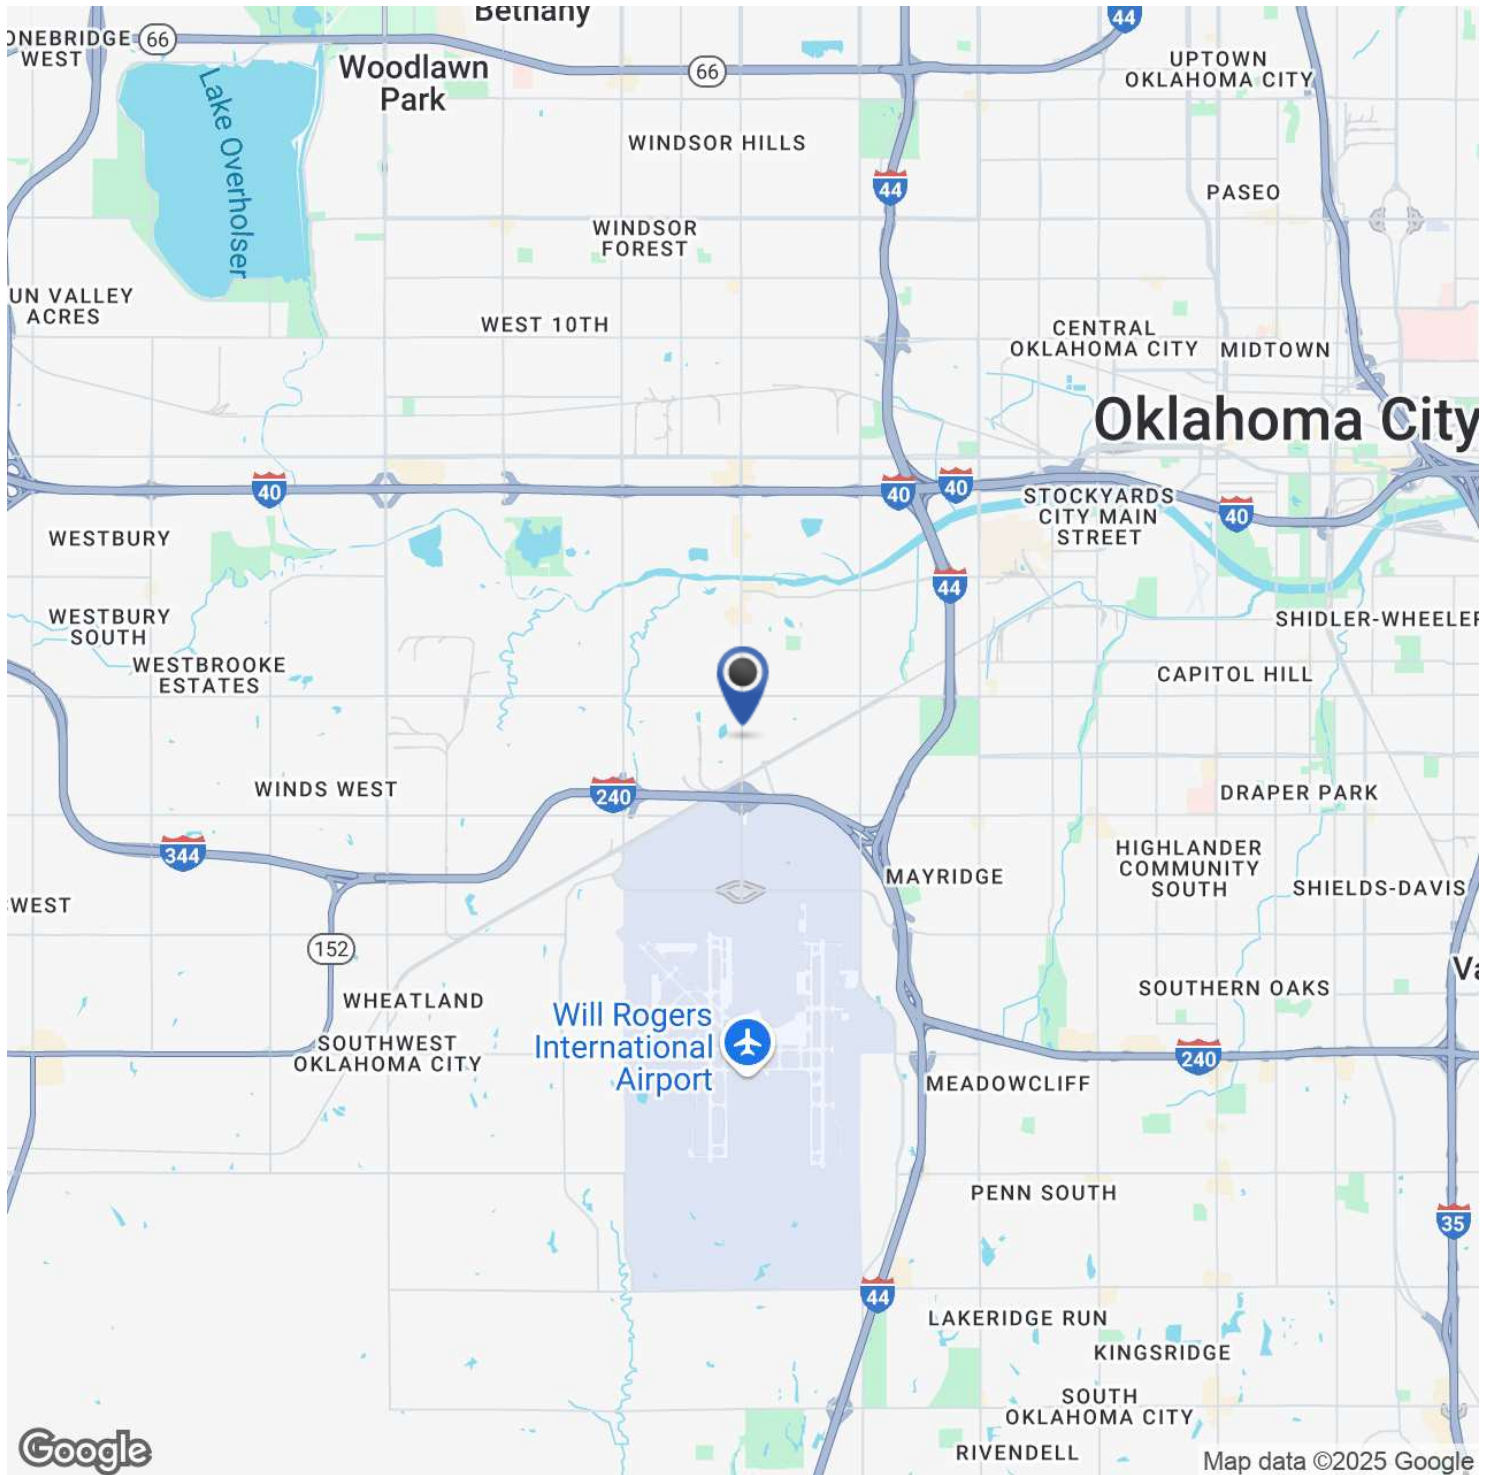 Bethany
44
ONEBRIDGE
WEST
66
Woodlawn
Park
66
UPTOWN
OKLAHOMA CITY
Lake Overholser
WINDSOR HILLS
44
PASEO
WINDSOR
FOREST
UN VALLEY
ACRES
WEST 10TH
CENTRAL
OKLAHOMA CITY
MIDTOWN
Oklahoma City
40
40
40
STOCKYARDS
CITY MAIN
STREET
40
WESTBURY
44
WESTBURY
SOUTH
SHIDLER-WHEELER
WESTBROOKE
ESTATES
CAPITOL HILL
WINDS WEST
240
DRAPER PARK
344
HIGHLANDER
COMMUNITY
SOUTH
MAYRIDGE
SHIELDS-DAVIS
WEST
152
Va
WHEATLAND
SOUTHERN OAKS
Will Rogers
International
Airport
SOUTHWEST
OKLAHOMA CITY
240
MEADOWCLIFF
PENN SOUTH
35
44
LAKERIDGE RUN
KINGSRIDGE
SOUTH
OKLAHOMA CITY
RIVENDELL
Google
Map data ©2025 Google